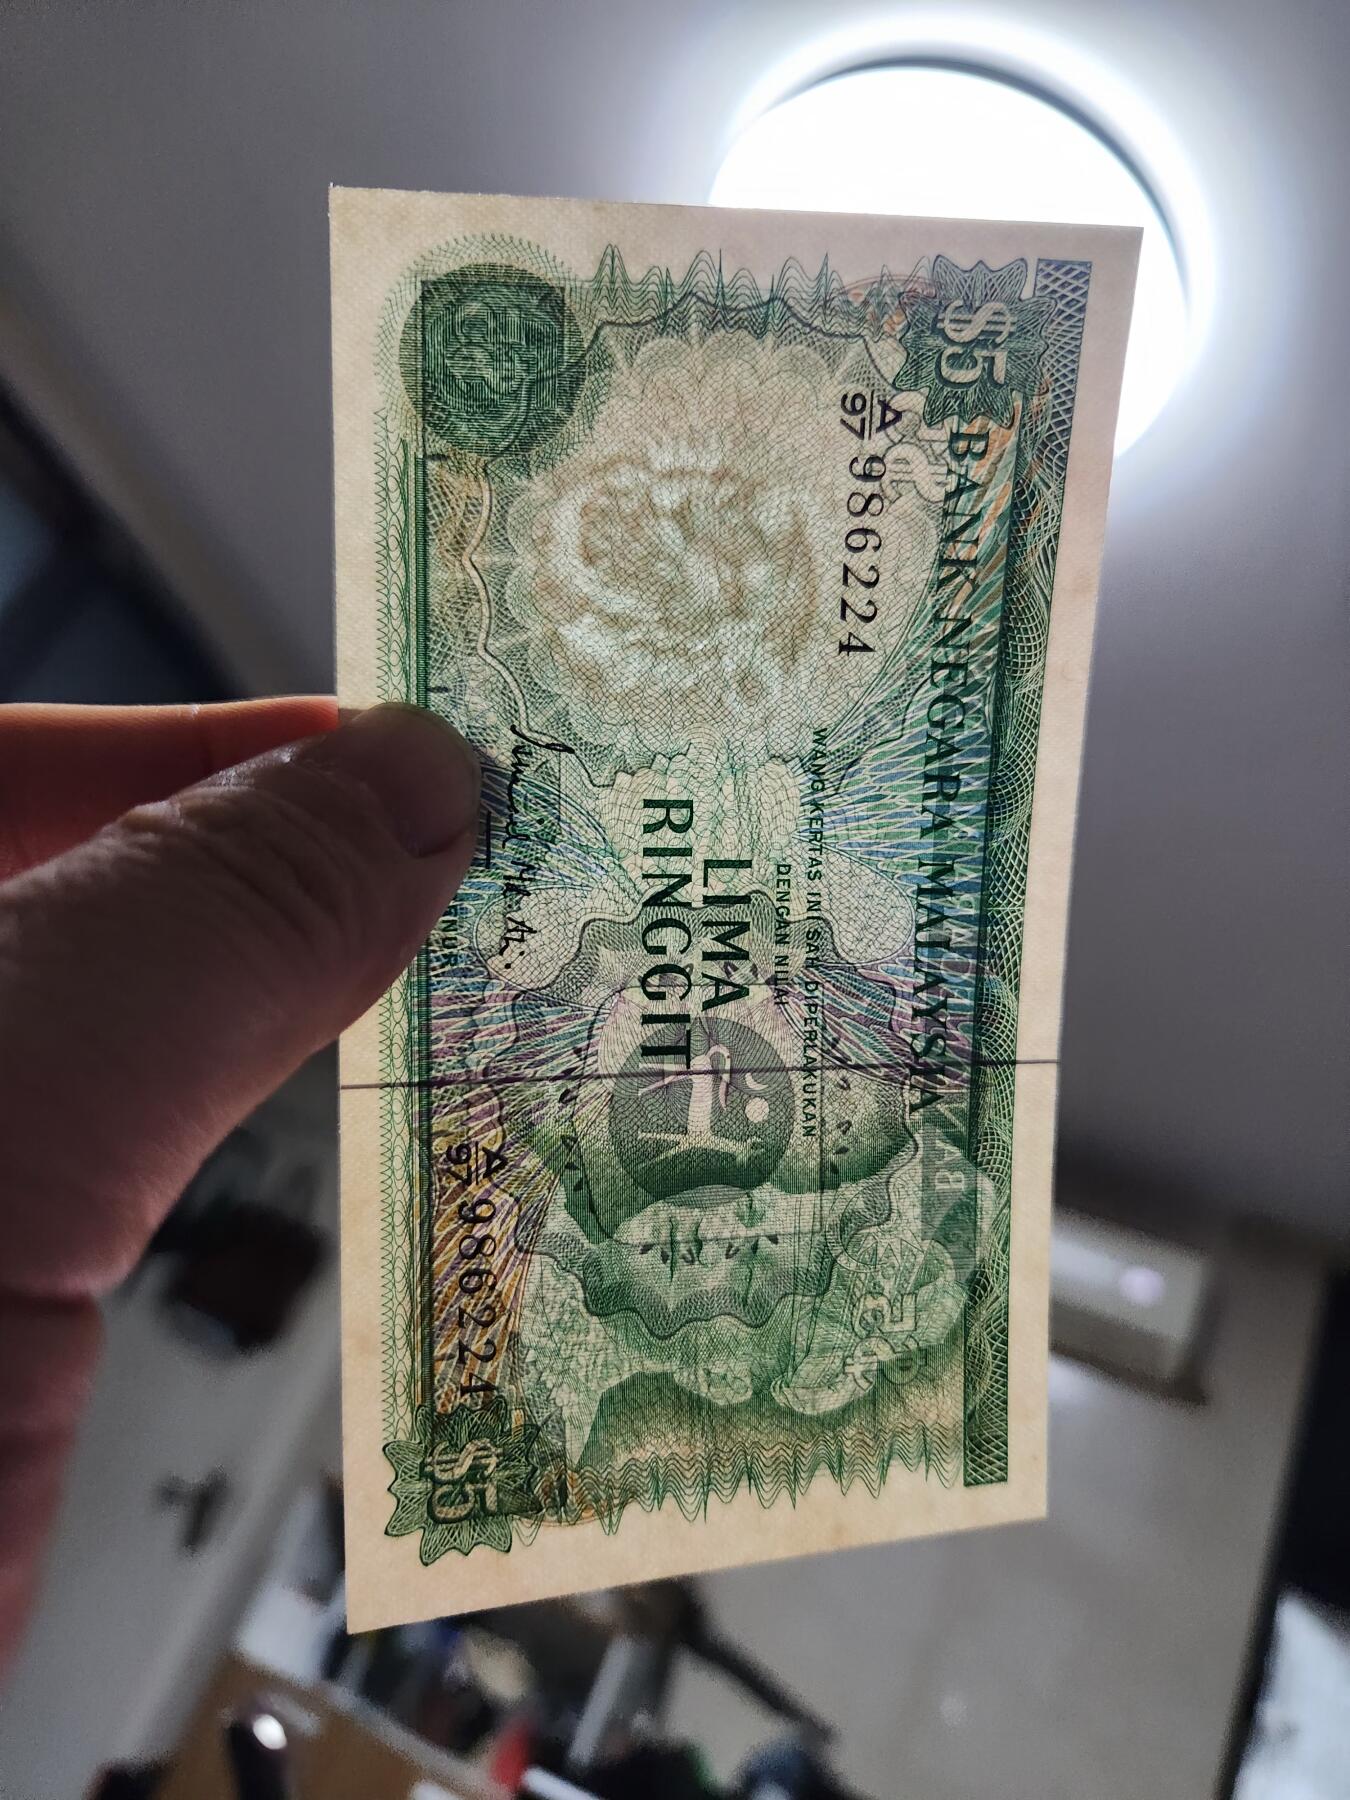 $5
BANK NEGARA MALAYSIA
A/97 986224
WANG KERTAS INI SAH DIPERLAKUKAN
DENGAN NILAI
LIMA
RINGGIT
A/97 986224
$5